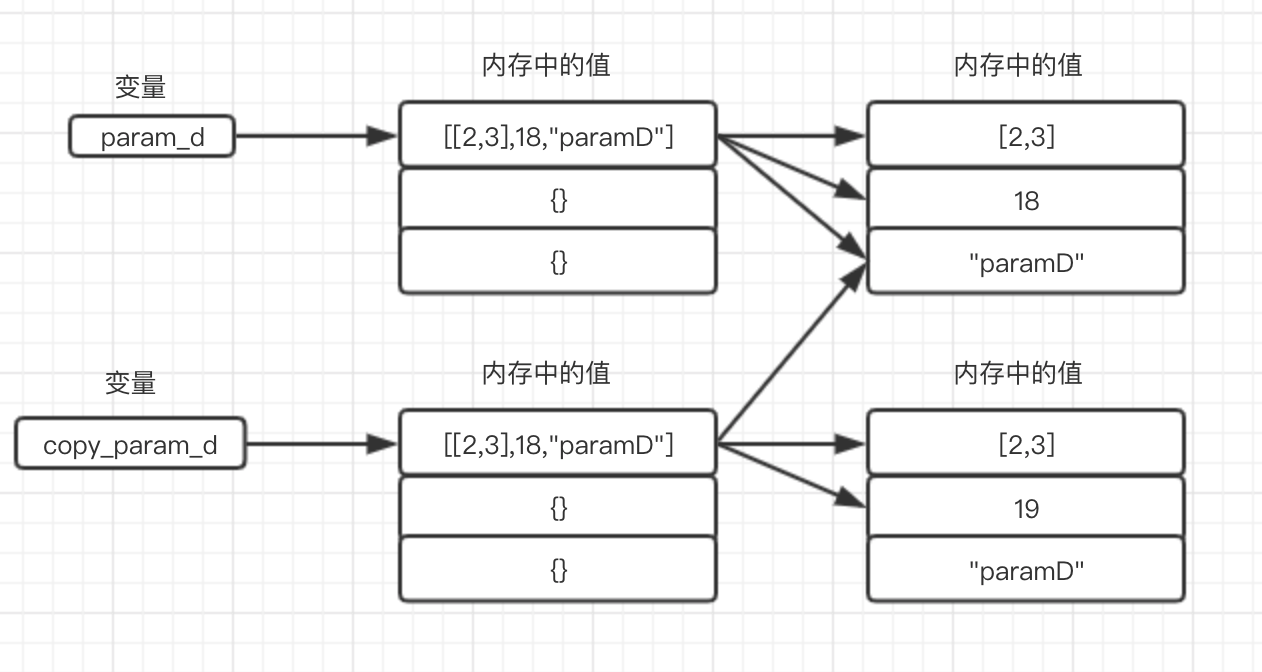 内存中的值
内存中的值
变量
param_d
[[2,3],18,"paramD"]
[2,3]
{}
18
{}
"paramD"
内存中的值
内存中的值
变量
copy_param_d
[[2,3],18,"paramD"]
[2,3]
{}
19
{}
"paramD"